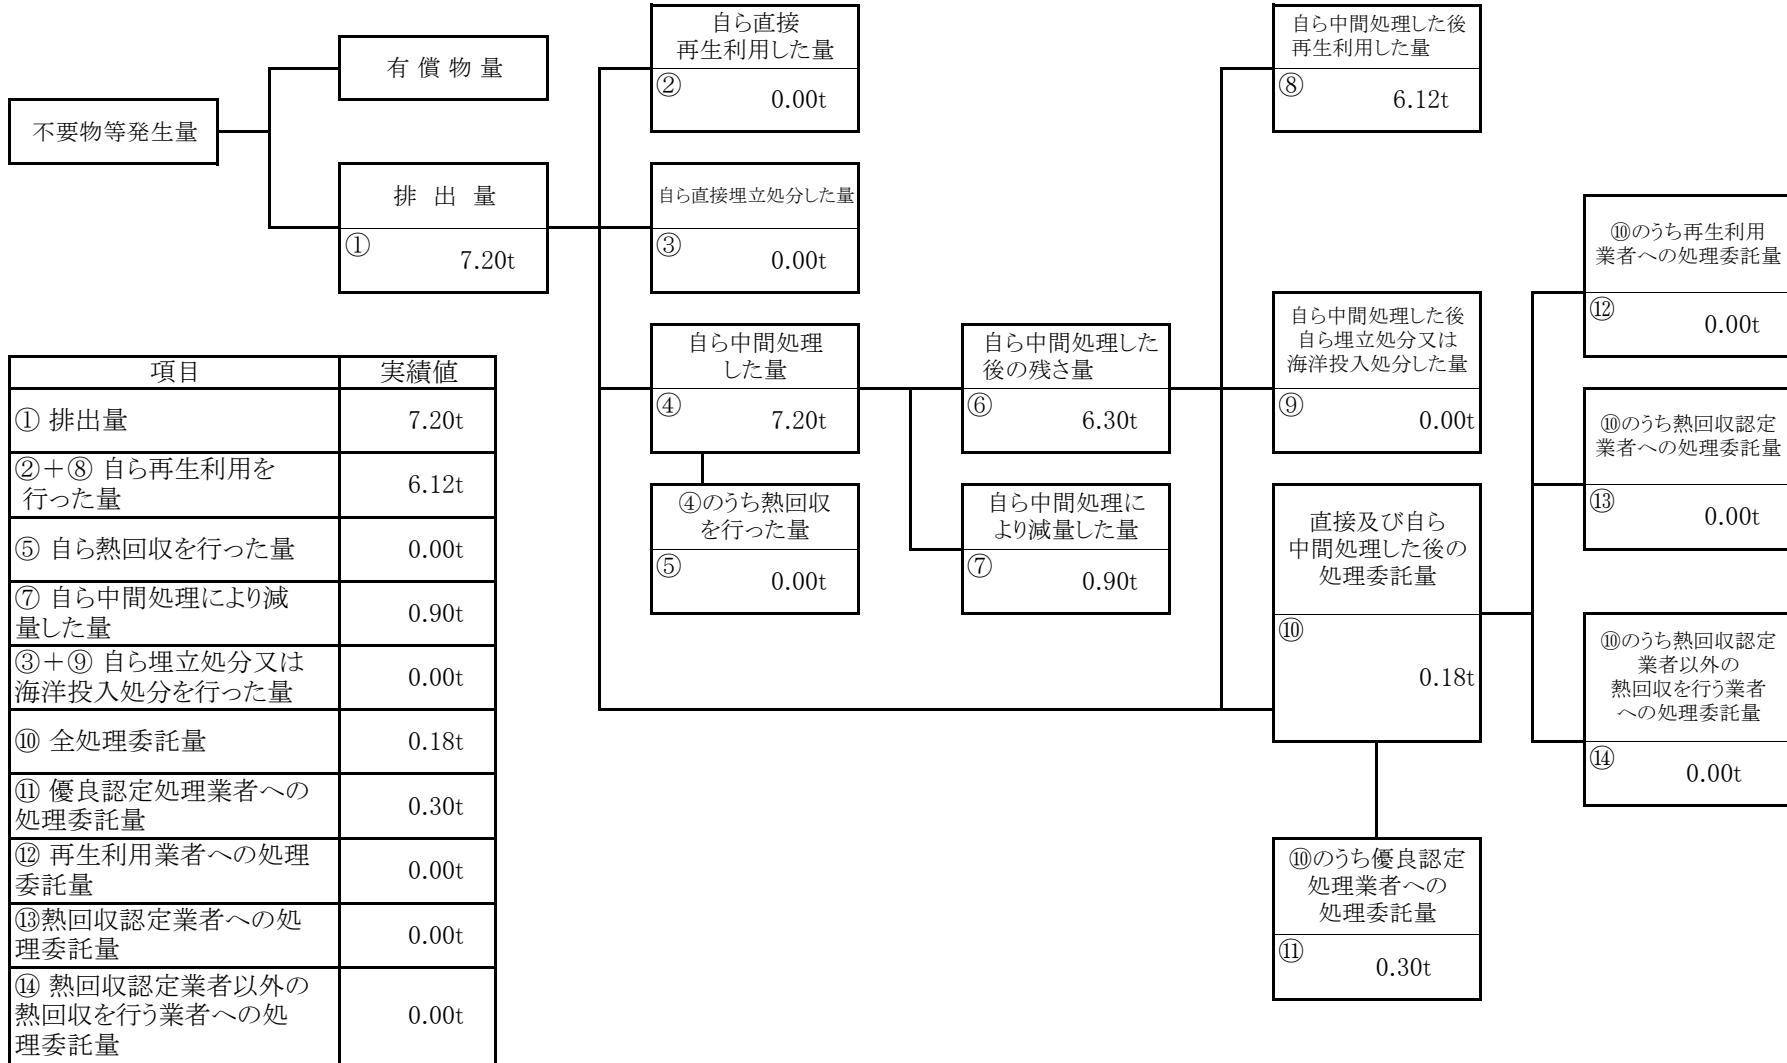 不要物等発生量
有 償 物 量
排 出 量
①
7.20t
自ら直接
再生利用した量
②
0.00t
自ら直接埋立処分した量
③
0.00t
自ら中間処理
した量
④
7.20t
④のうち熱回収
を行った量
⑤
0.00t
自ら中間処理した
後の残さ量
⑥
6.30t
自ら中間処理に
より減量した量
⑦
0.90t
自ら中間処理した後
再生利用した量
⑧
6.12t
自ら中間処理した後
自ら埋立処分又は
海洋投入処分した量
⑨
0.00t
直接及び自ら
中間処理した後の
処理委託量
⑩
0.18t
⑩のうち優良認定
処理業者への
処理委託量
⑪
0.30t
⑩のうち再生利用
業者への処理委託量
⑫
0.00t
⑩のうち熱回収認定
業者への処理委託量
⑬
0.00t
⑩のうち熱回収認定
業者以外の
熱回収を行う業者
への処理委託量
⑭
0.00t
項目 実績値
① 排出量 7.20t
②＋⑧ 自ら再生利用を
行った量 6.12t
⑤ 自ら熱回収を行った量 0.00t
⑦ 自ら中間処理により減
量した量 0.90t
③＋⑨ 自ら埋立処分又は
海洋投入処分を行った量 0.00t
⑩ 全処理委託量 0.18t
⑪ 優良認定処理業者への
処理委託量 0.30t
⑫ 再生利用業者への処理
委託量 0.00t
⑬熱回収認定業者への処
理委託量 0.00t
⑭ 熱回収認定業者以外の
熱回収を行う業者への処
理委託量 0.00t